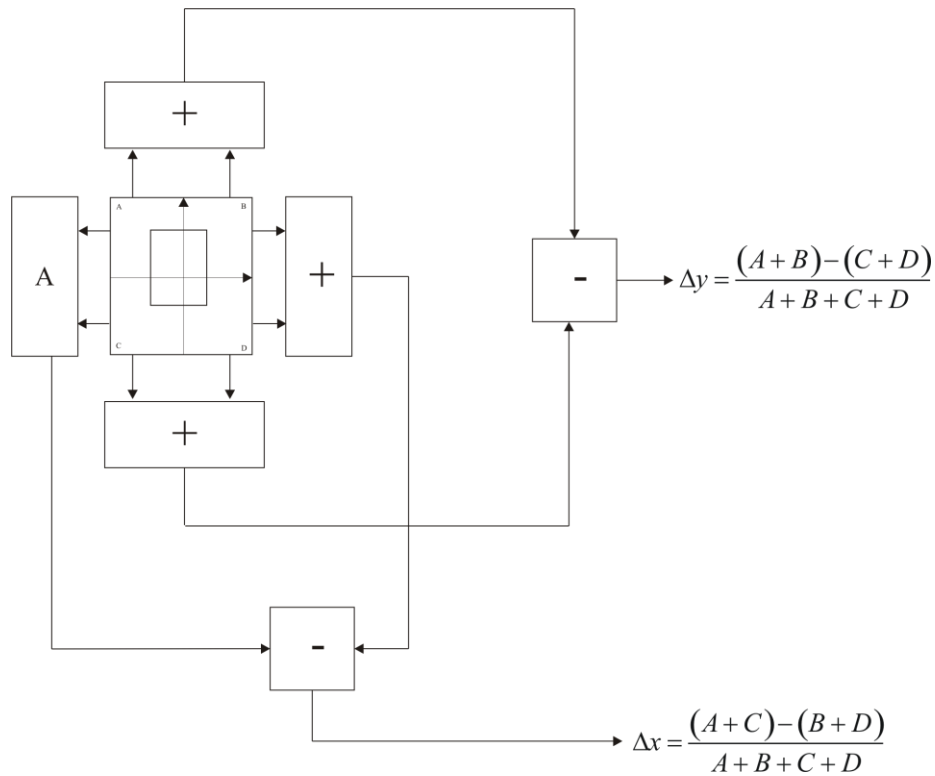 +
A B
A
+
C D
+
-
Δy = (A+B)−(C+D) / A+B+C+D
-
Δx = (A+C)−(B+D) / A+B+C+D